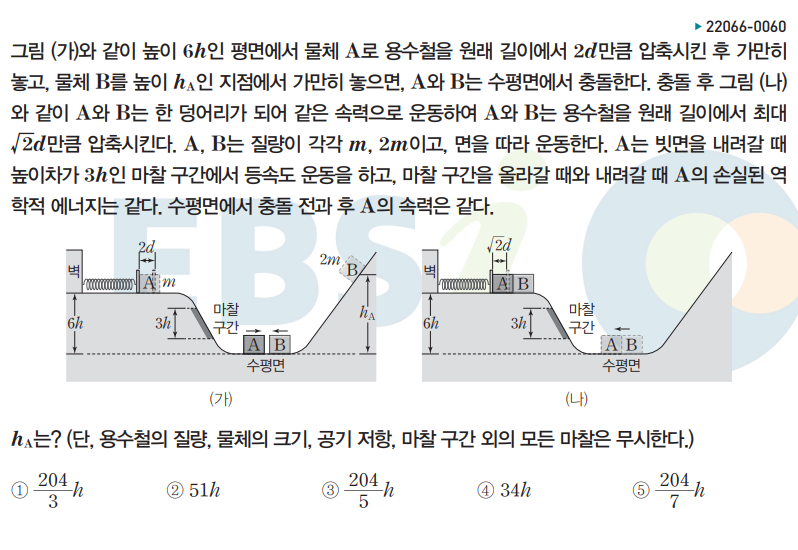 ▶ 22066-0060
그림 (가)와 같이 높이 6h인 평면에서 물체 A로 용수철을 원래 길이에서 2d만큼 압축시킨 후 가만히
놓고, 물체 B를 높이 hA인 지점에서 가만히 놓으면, A와 B는 수평면에서 충돌한다. 충돌 후 그림 (나)
와 같이 A와 B는 한 덩어리가 되어 같은 속력으로 운동하여 A와 B는 용수철을 원래 길이에서 최대
√2d만큼 압축시킨다. A, B는 질량이 각각 m, 2m이고, 면을 따라 운동한다. A는 빗면을 내려갈 때
높이차가 3h인 마찰 구간에서 등속도 운동을 하고, 마찰 구간을 올라갈 때와 내려갈 때 A의 손실된 역
학적 에너지는 같다. 수평면에서 충돌 전과 후 A의 속력은 같다.
2d
벽
A
m
2m
B
6h
3h
마찰
구간
hA
A
B
수평면
(가)
√2d
벽
A
B
6h
3h
마찰
구간
A
B
수평면
(나)
hA는? (단, 용수철의 질량, 물체의 크기, 공기 저항, 마찰 구간 외의 모든 마찰은 무시한다.)
① 204/3 h ② 51h ③ 204/5 h ④ 34h ⑤ 204/7 h
EBSi